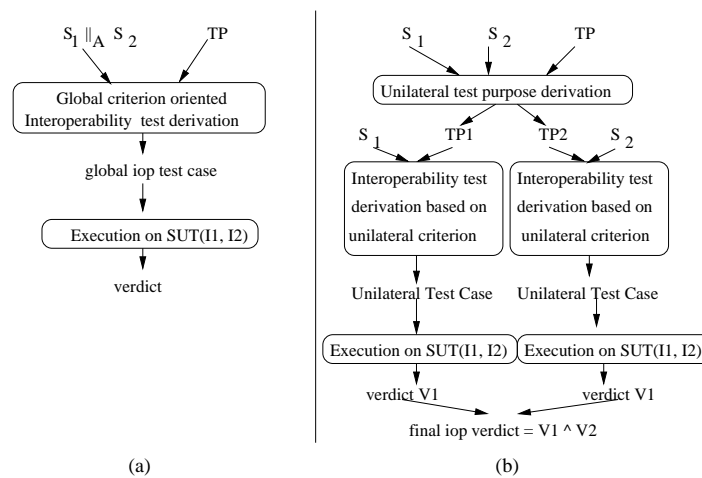 S1 ||A S2
TP
Global criterion oriented
Interoperability test derivation
global iop test case
Execution on SUT(I1, I2)
verdict
(a)
S1
S2
TP
Unilateral test purpose derivation
S1
TP1
TP2
S2
Interoperability test
derivation based on
unilateral criterion
Interoperability test
derivation based on
unilateral criterion
Unilateral Test Case
Unilateral Test Case
Execution on SUT(I1, I2)
Execution on SUT(I1, I2)
verdict V1
verdict V1
final iop verdict = V1 ^ V2
(b)